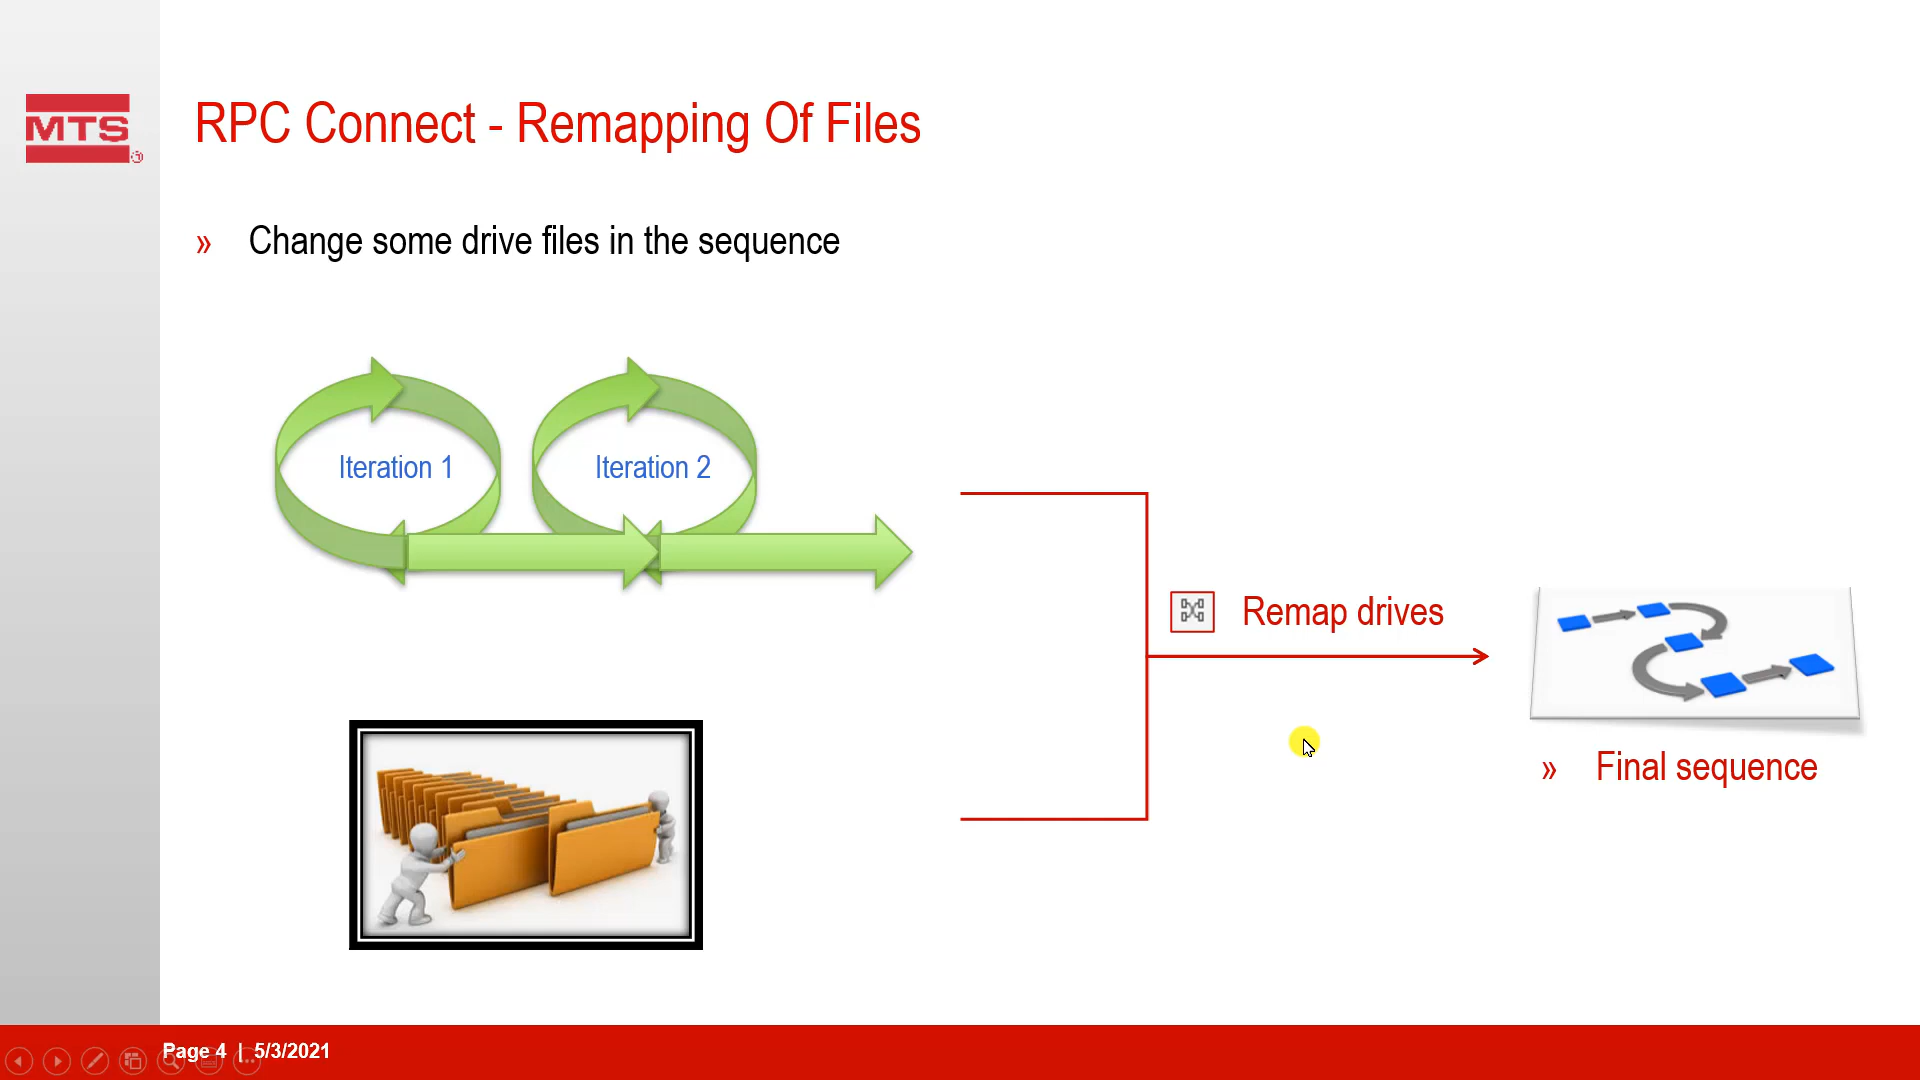 MTS
RPC Connect - Remapping Of Files
» Change some drive files in the sequence
Iteration 1
Iteration 2
Remap drives
» Final sequence
Page 4 | 5/3/2021